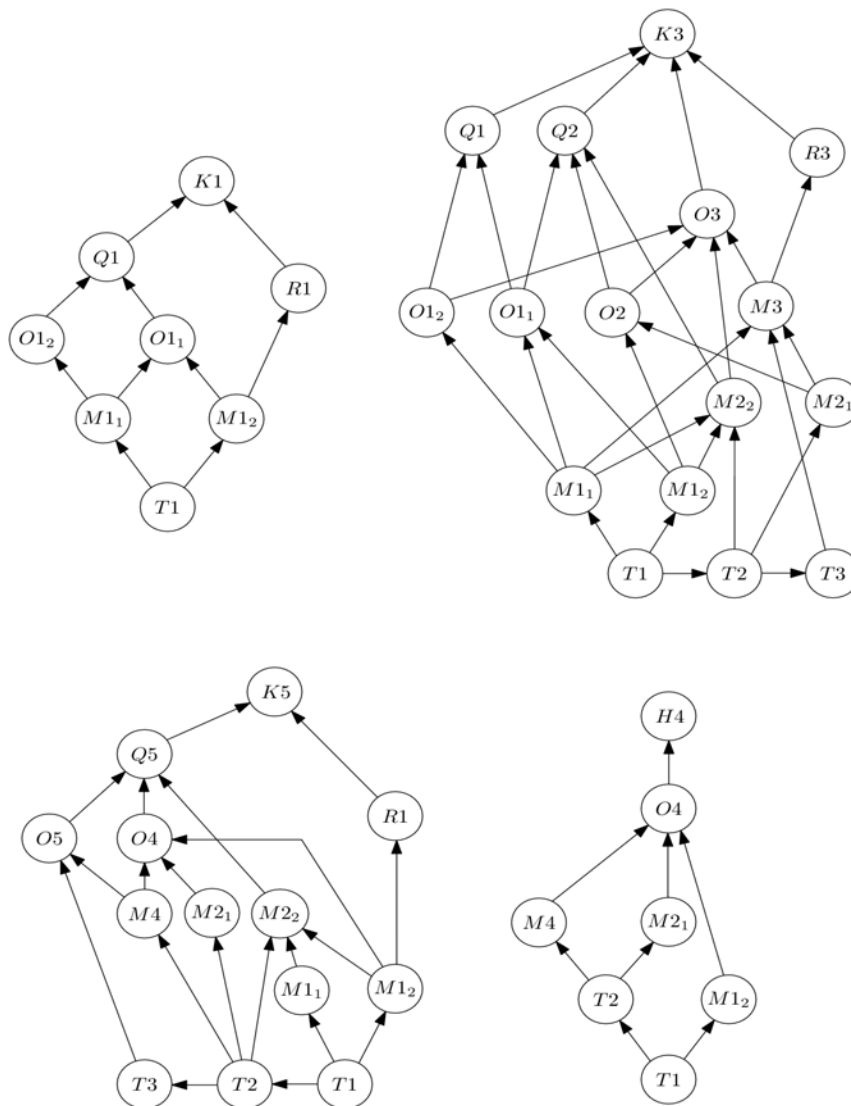 K1
Q1
R1
O1₂
O1₁
M1₁
M1₂
T1
K3
Q1
Q2
R3
O3
O1₂
O1₁
O2
M3
M2₂
M2₁
M1₁
M1₂
T1
T2
T3
K5
Q5
R1
O5
O4
M4
M2₁
M2₂
M1₁
M1₂
T3
T2
T1
H4
O4
M4
M2₁
T2
M1₂
T1